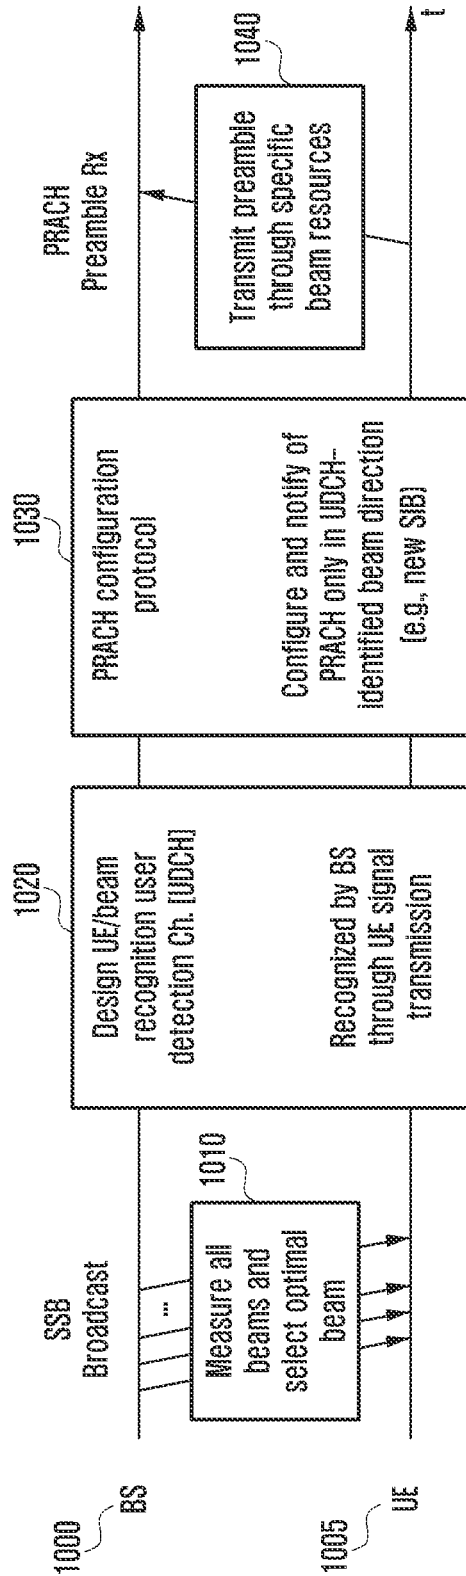 1000
BS
1005
UE
SSB
Broadcast
...
1010
Measure all
beams and
select optimal
beam
1020
Design UE/beam
recognition user
detection Ch. [UDCH]
Recognized by BS
through UE signal
transmission
1030
PRACH configuration
protocol
Configure and notify of
PRACH only in UDCH-
identified beam direction
[e.g., new SIB]
PRACH
Preamble Rx
1040
Transmit preamble
through specific
beam resources
t